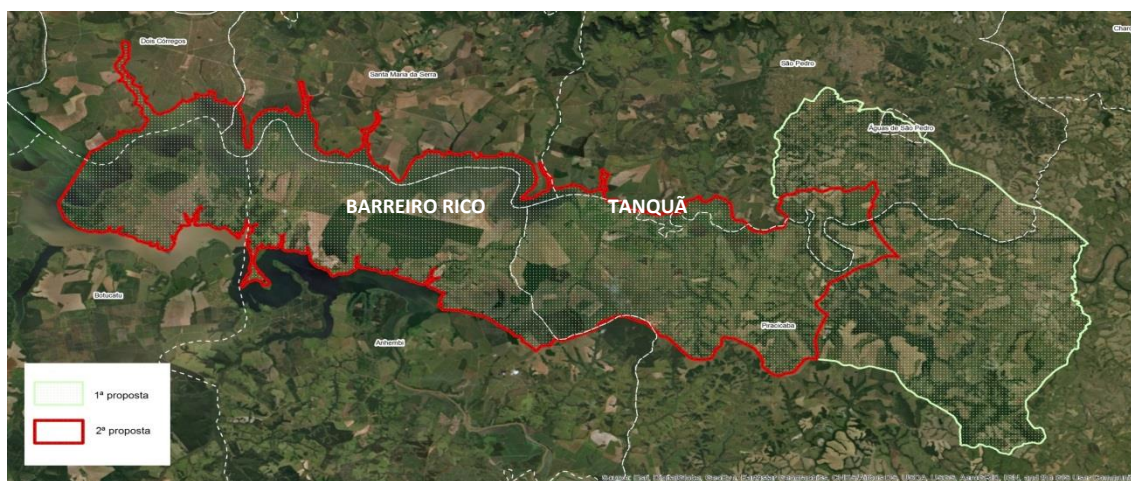 Dois Córregos
Santa Maria da Serra
São Pedro
Águas de São Pedro
BARREIRO RICO
TANQUÃ
Botucatu
Anhembi
Piracicaba
1ª proposta
2ª proposta